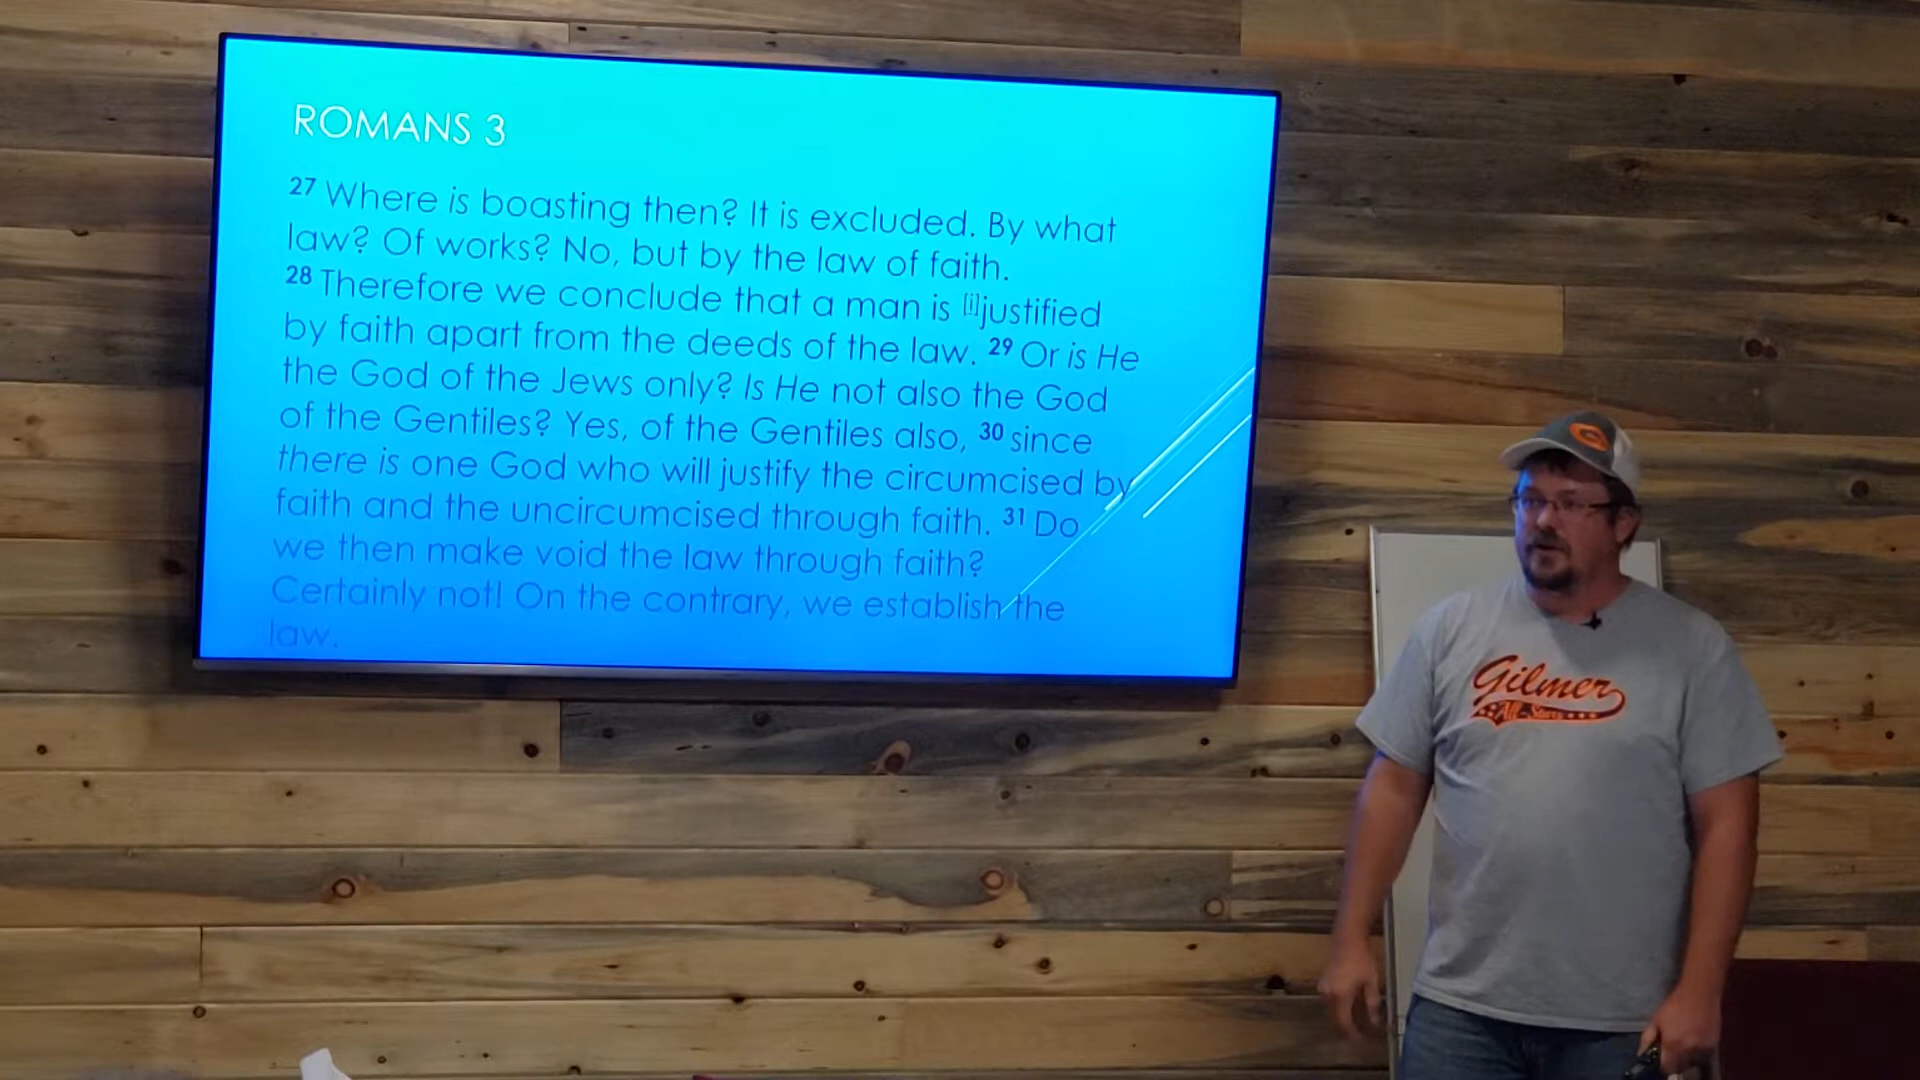 ROMANS 3
27 Where is boasting then? It is excluded. By what
law? Of works? No, but by the law of faith.
28 Therefore we conclude that a man is [i]justified
by faith apart from the deeds of the law. 29 Or is He
the God of the Jews only? Is He not also the God
of the Gentiles? Yes, of the Gentiles also, 30 since
there is one God who will justify the circumcised by
faith and the uncircumcised through faith. 31 Do
we then make void the law through faith?
Certainly not! On the contrary, we establish the
law.
G
Gilmer
All-Stars